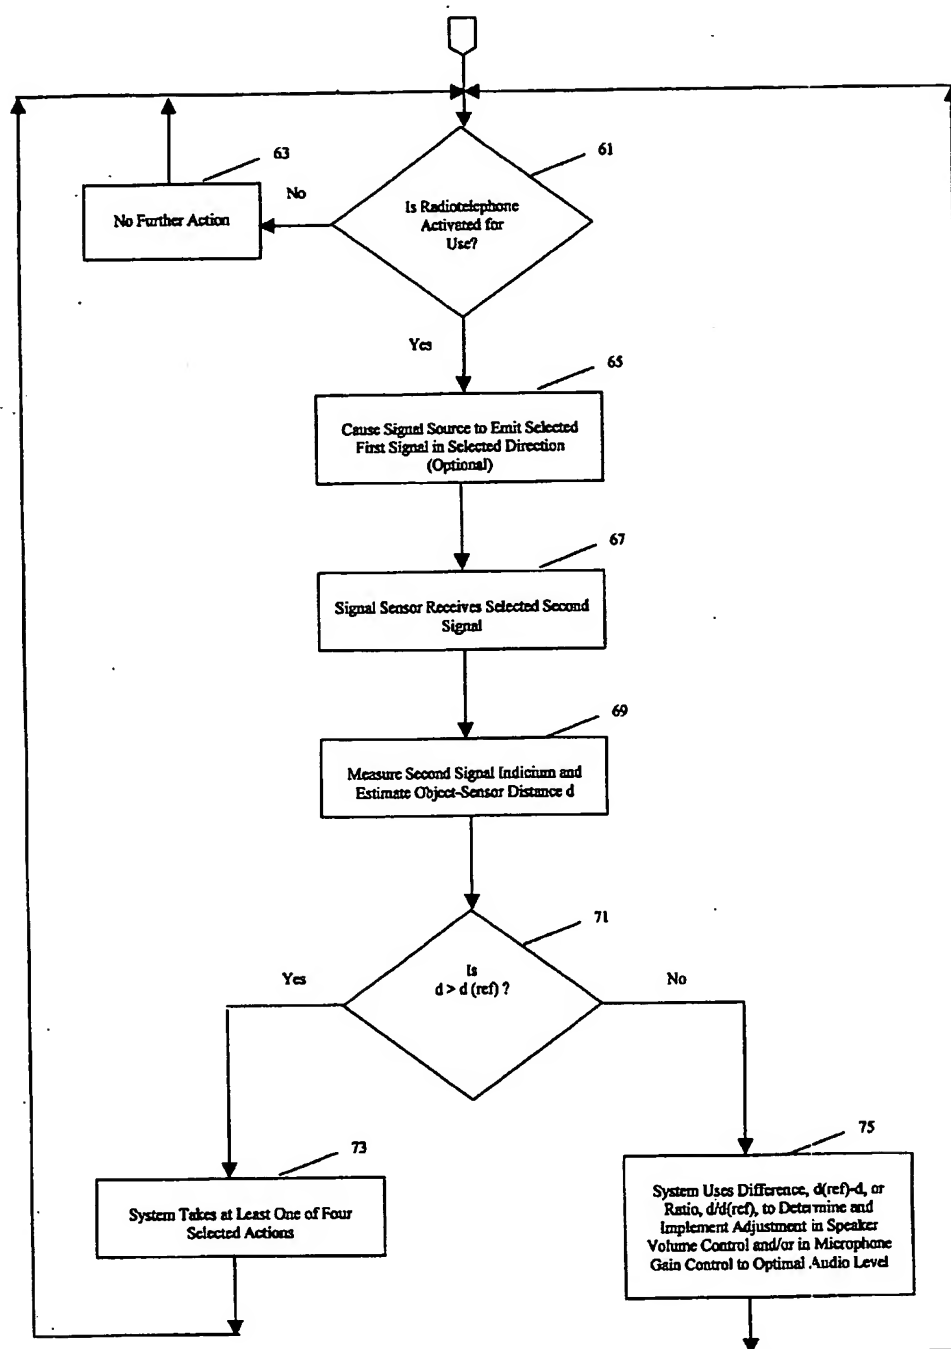 63
61
No
No Further Action
Is Radiotelephone
Activated for
Use?
Yes
65
Cause Signal Source to Emit Selected
First Signal in Selected Direction
(Optional)
67
Signal Sensor Receives Selected Second
Signal
69
Measure Second Signal Indicium and
Estimate Object-Sensor Distance d
71
Yes
Is
d > d (ref) ?
No
73
System Takes at Least One of Four
Selected Actions
75
System Uses Difference, d(ref)-d, or
Ratio, d/d(ref), to Determine and
Implement Adjustment in Speaker
Volume Control and/or in Microphone
Gain Control to Optimal Audio Level